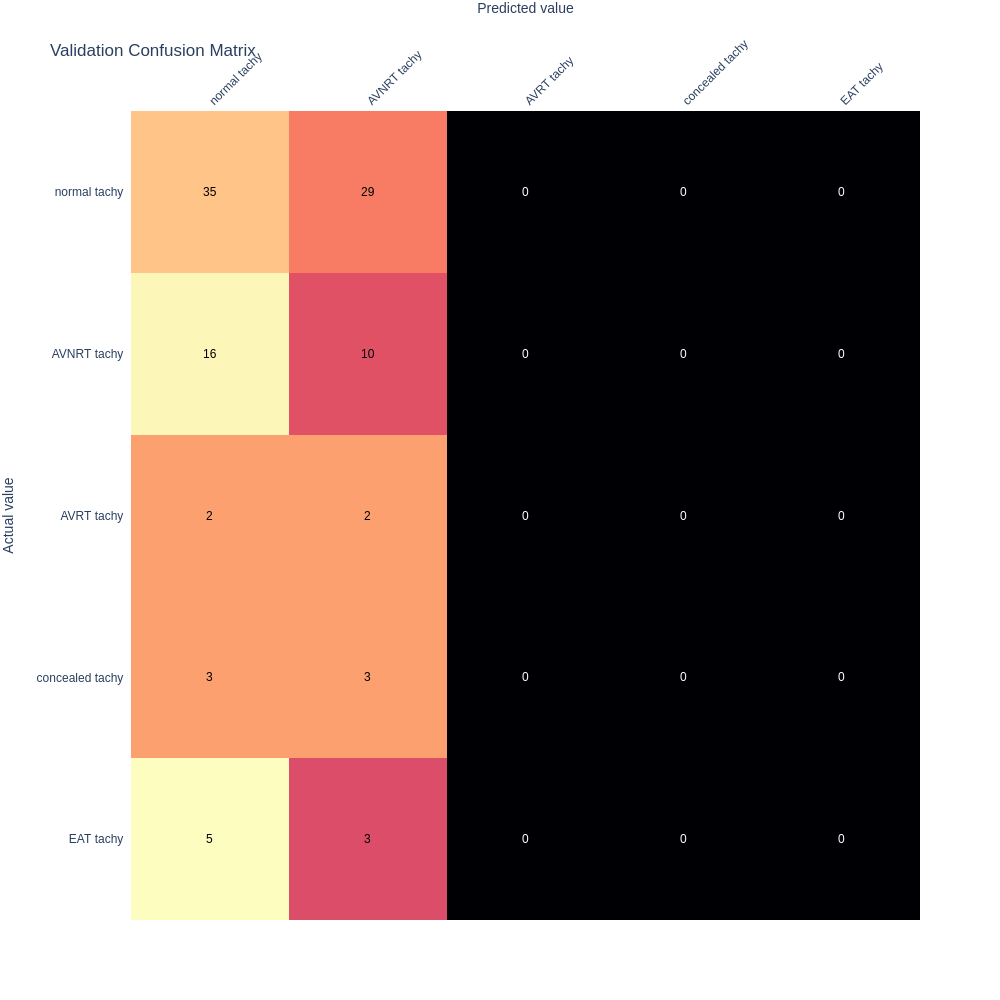 Predicted value
Validation Confusion Matrix
normal tachy AVNRT tachy AVRT tachy concealed tachy EAT tachy
normal tachy 35 29 0 0 0
AVNRT tachy 16 10 0 0 0
Actual value
AVRT tachy 2 2 0 0 0
concealed tachy 3 3 0 0 0
EAT tachy 5 3 0 0 0